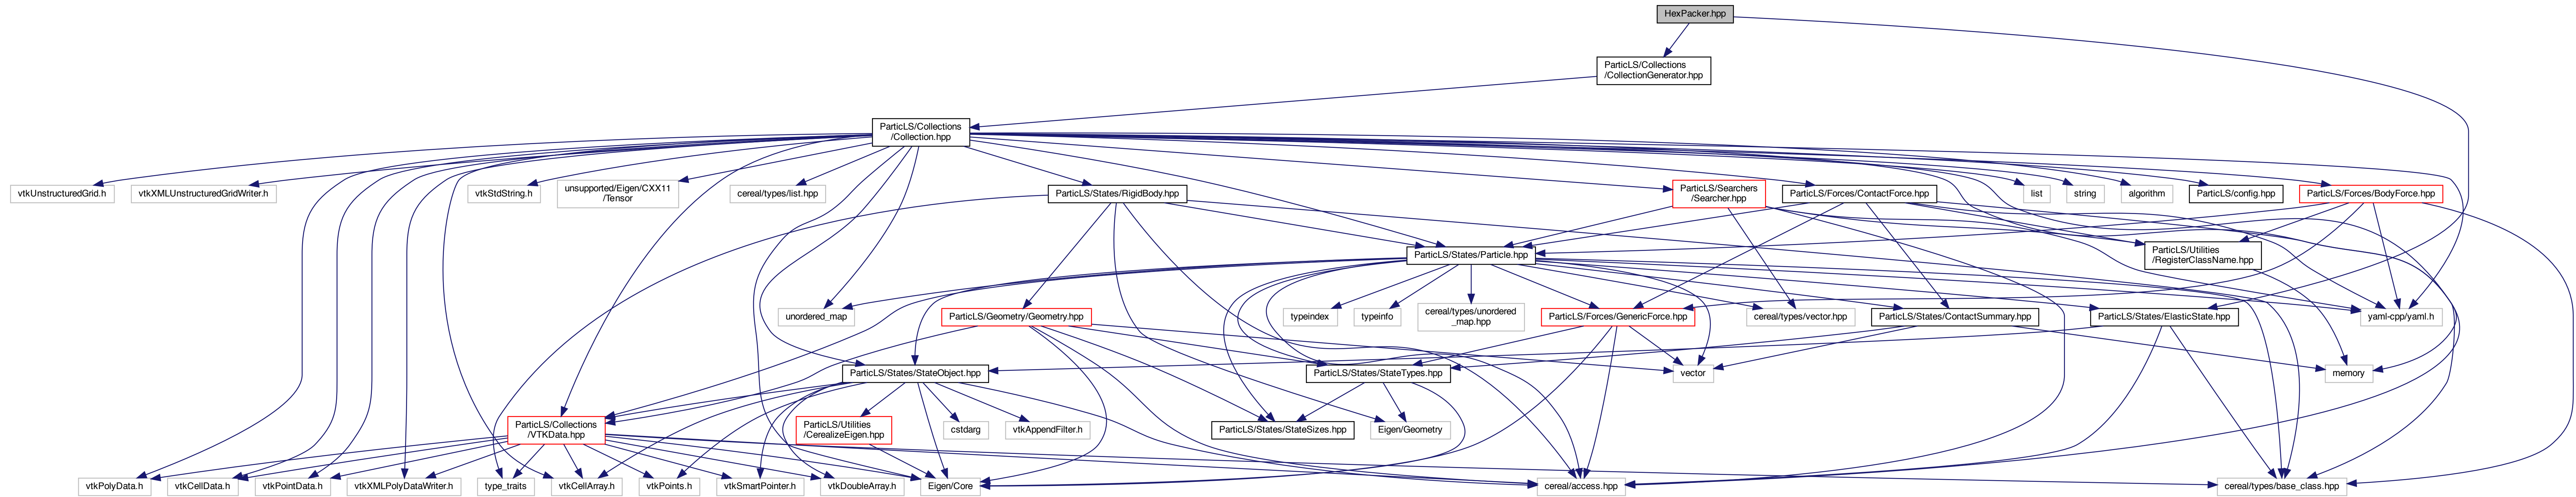 HexPacker.hpp
ParticLS/Collections
/CollectionGenerator.hpp
ParticLS/Collections
/Collection.hpp
vtkUnstructuredGrid.h
vtkXMLUnstructuredGridWriter.h
vtkStdString.h
unsupported/Eigen/CXX11
/Tensor
cereal/types/list.hpp
ParticLS/States/RigidBody.hpp
ParticLS/Searchers
/Searcher.hpp
ParticLS/Forces/ContactForce.hpp
list
string
algorithm
ParticLS/config.hpp
ParticLS/Forces/BodyForce.hpp
ParticLS/States/Particle.hpp
ParticLS/Utilities
/RegisterClassName.hpp
unordered_map
ParticLS/Geometry/Geometry.hpp
typeindex
typeinfo
cereal/types/unordered
_map.hpp
ParticLS/Forces/GenericForce.hpp
cereal/types/vector.hpp
ParticLS/States/ContactSummary.hpp
ParticLS/States/ElasticState.hpp
yaml-cpp/yaml.h
ParticLS/States/StateObject.hpp
ParticLS/States/StateTypes.hpp
vector
memory
ParticLS/Collections
/VTKData.hpp
ParticLS/Utilities
/CerealizeEigen.hpp
cstdarg
vtkAppendFilter.h
ParticLS/States/StateSizes.hpp
Eigen/Geometry
vtkPolyData.h
vtkCellData.h
vtkPointData.h
vtkXMLPolyDataWriter.h
type_traits
vtkCellArray.h
vtkPoints.h
vtkSmartPointer.h
vtkDoubleArray.h
Eigen/Core
cereal/access.hpp
cereal/types/base_class.hpp